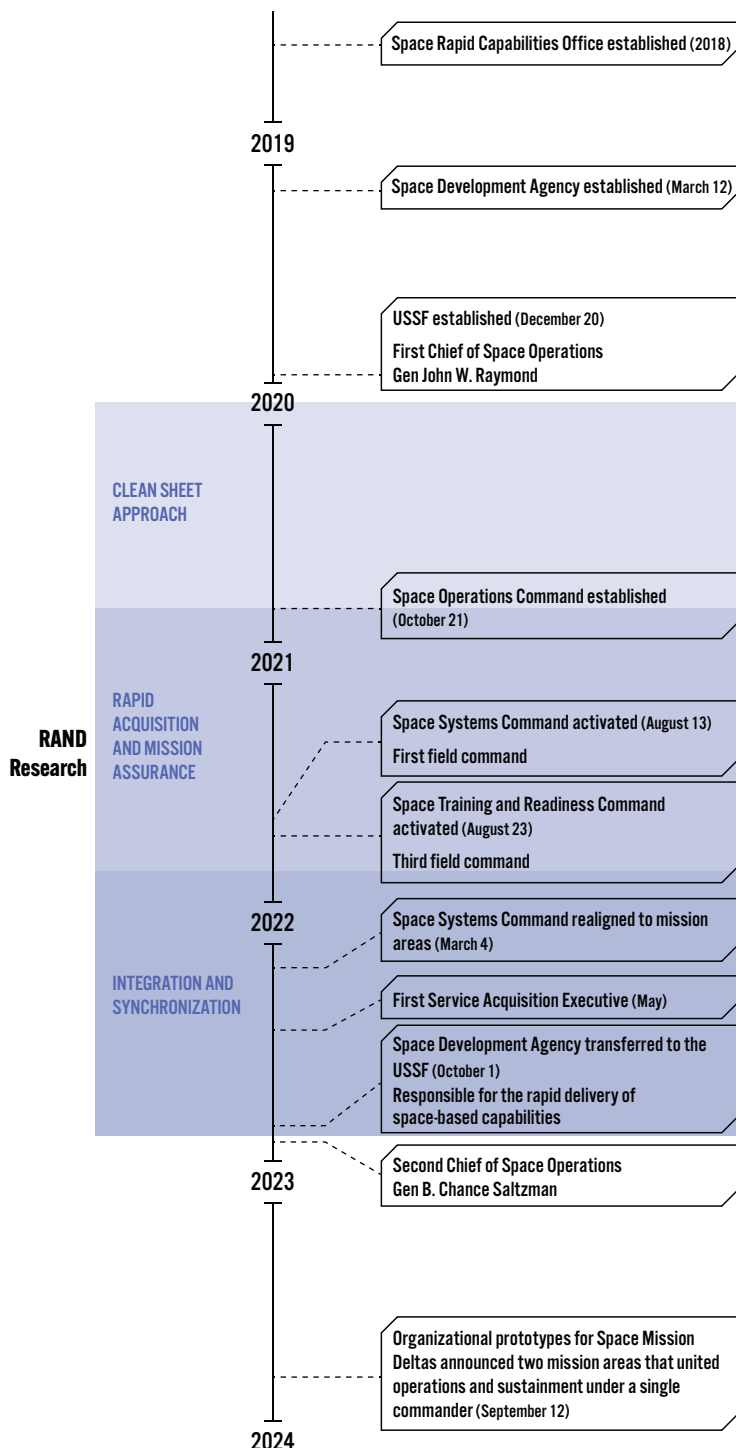 Space Rapid Capabilities Office established (2018)
2019
Space Development Agency established (March 12)
USSF established (December 20)
First Chief of Space Operations
Gen John W. Raymond
2020
CLEAN SHEET
APPROACH
Space Operations Command established
(October 21)
2021
RAPID
ACQUISITION
AND MISSION
ASSURANCE
RAND
Research
Space Systems Command activated (August 13)
First field command
Space Training and Readiness Command
activated (August 23)
Third field command
2022
Space Systems Command realigned to mission
areas (March 4)
INTEGRATION AND
SYNCHRONIZATION
First Service Acquisition Executive (May)
Space Development Agency transferred to the
USSF (October 1)
Responsible for the rapid delivery of
space-based capabilities
Second Chief of Space Operations
Gen B. Chance Saltzman
2023
Organizational prototypes for Space Mission
Deltas announced two mission areas that united
operations and sustainment under a single
commander (September 12)
2024